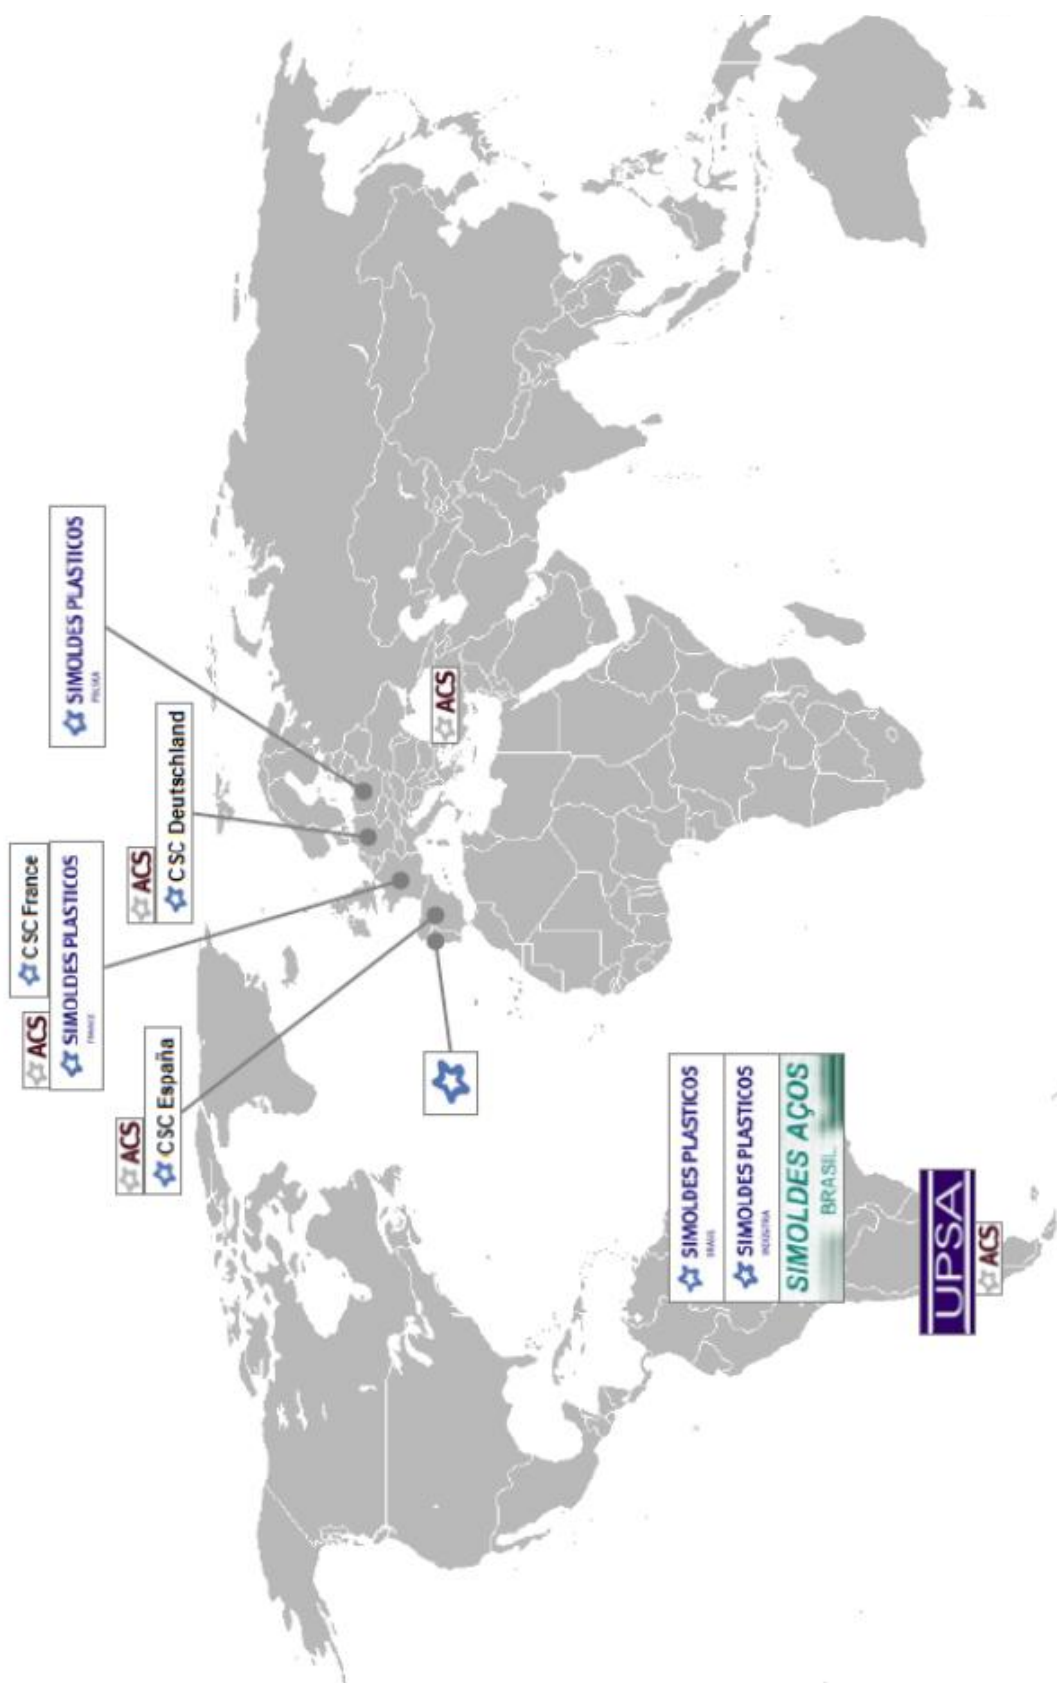 CSC France
ACS
SIMOLDES PLASTICOS
FRANCE
SIMOLDES PLASTICOS
POLSKA
ACS
CSC España
ACS
CSC Deutschland
ACS
SIMOLDES PLASTICOS
BRASIL
SIMOLDES PLASTICOS
INDÚSTRIA
SIMOLDES AÇOS
BRASIL
UPSA
ACS